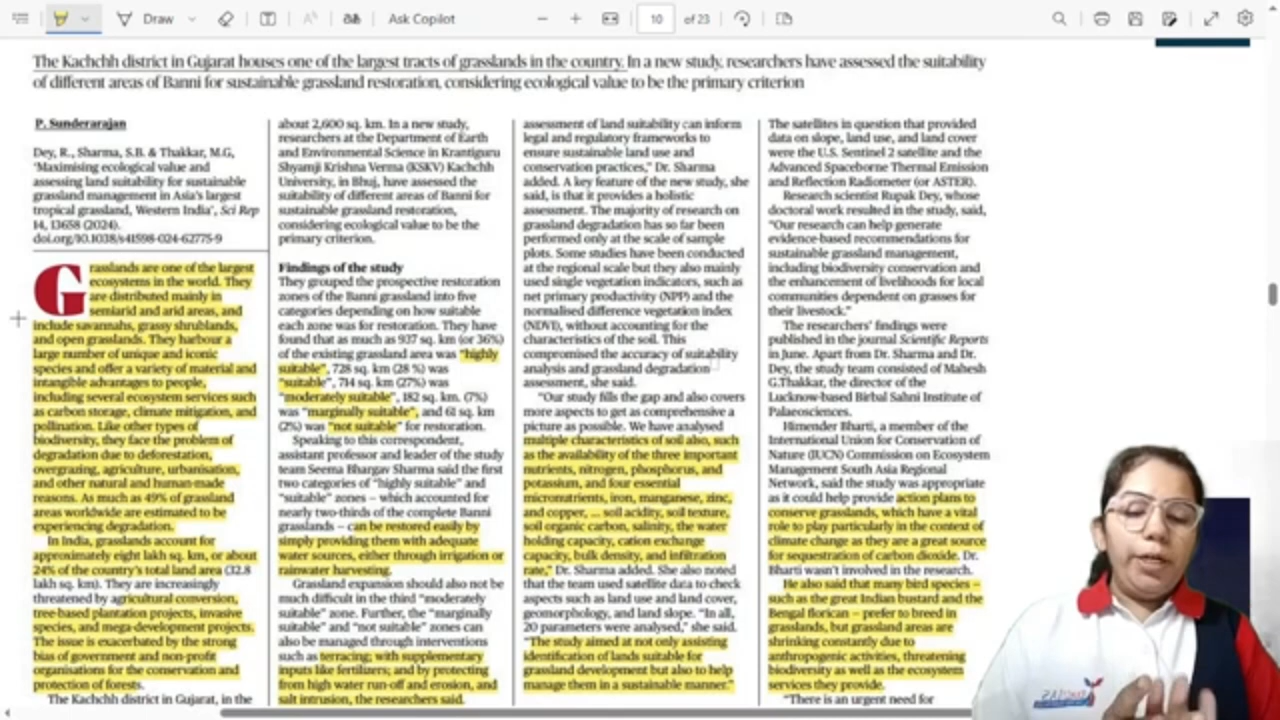 Draw
Ask Copilot
10 of 23
The Kachchh district in Gujarat houses one of the largest tracts of grasslands in the country. In a new study, researchers have assessed the suitability
of different areas of Banni for sustainable grassland restoration, considering ecological value to be the primary criterion
P. Sunderarajan
Dey, R., Sharma, S.B. & Thakkar, M.G,
‘Maximising ecological value and
assessing land suitability for sustainable
grassland management in Asia’s largest
tropical grassland, Western India’, Sci Rep
14, 13658 (2024).
doi.org/10.1038/s41598-024-62775-9
Grasslands are one of the largest
ecosystems in the world. They
are distributed mainly in
semiarid and arid areas, and
include savannahs, grassy shrublands,
and open grasslands. They harbour a
large number of unique and iconic
species and offer a variety of material and
intangible advantages to people,
including several ecosystem services such
as carbon storage, climate mitigation, and
pollination. Like other types of
biodiversity, they face the problem of
degradation due to deforestation,
overgrazing, agriculture, urbanisation,
and other natural and human-made
reasons. As much as 49% of grassland
areas worldwide are estimated to be
experiencing degradation.
In India, grasslands account for
approximately eight lakh sq. km, or about
24% of the country’s total land area (32.8
lakh sq. km). They are increasingly
threatened by agricultural conversion,
tree-based plantation projects, invasive
species, and mega-development projects.
The issue is exacerbated by the strong
bias of government and non-profit
organisations for the conservation and
protection of forests.
The Kachchh district in Gujarat, in the
about 2,600 sq. km. In a new study,
researchers at the Department of Earth
and Environmental Science in Krantiguru
Shyamji Krishna Verma (KSKV) Kachchh
University, in Bhuj, have assessed the
suitability of different areas of Banni for
sustainable grassland restoration,
considering ecological value to be the
primary criterion.
Findings of the study
They grouped the prospective restoration
zones of the Banni grassland into five
categories depending on how suitable
each zone was for restoration. They have
found that as much as 937 sq. km (or 36%)
of the existing grassland area was “highly
suitable”, 728 sq. km (28 %) was
“suitable”, 714 sq. km (27%) was
“moderately suitable”, 182 sq. km. (7%)
was “marginally suitable”, and 61 sq. km
(2%) was “not suitable” for restoration.
Speaking to this correspondent,
assistant professor and leader of the study
team Seema Bhargav Sharma said the first
two categories of “highly suitable” and
“suitable” zones – which accounted for
nearly two-thirds of the complete Banni
grasslands – can be restored easily by
simply providing them with adequate
water sources, either through irrigation or
rainwater harvesting.
Grassland expansion should also not be
much difficult in the third “moderately
suitable” zone. Further, the “marginally
suitable” and “not suitable” zones can
also be managed through interventions
such as terracing; with supplementary
inputs like fertilizers; and by protecting
from high water run-off and erosion, and
salt intrusion, the researchers said.
assessment of land suitability can inform
legal and regulatory frameworks to
ensure sustainable land use and
conservation practices,” Dr. Sharma
added. A key feature of the new study, she
said, is that it provides a holistic
assessment. The majority of research on
grassland degradation has so far been
performed only at the scale of sample
plots. Some studies have been conducted
at the regional scale but they also mainly
used single vegetation indicators, such as
net primary productivity (NPP) and the
normalised difference vegetation index
(NDVI), without accounting for the
characteristics of the soil. This
compromised the accuracy of suitability
analysis and grassland degradation
assessment, she said.
“Our study fills the gap and also covers
more aspects to get as comprehensive a
picture as possible. We have analysed
multiple characteristics of soil also, such
as the availability of the three important
nutrients, nitrogen, phosphorus, and
potassium, and four essential
micronutrients, iron, manganese, zinc,
and copper, ... soil acidity, soil texture,
soil organic carbon, salinity, the water
holding capacity, cation exchange
capacity, bulk density, and infiltration
rate,” Dr. Sharma added. She also noted
that the team used satellite data to check
aspects such as land use and land cover,
geomorphology, and land slope. “In all,
20 parameters were analysed,” she said.
“The study aimed at not only assisting
identification of lands suitable for
grassland development but also to help
manage them in a sustainable manner.”
The satellites in question that provided
data on slope, land use, and land cover
were the U.S. Sentinel 2 satellite and the
Advanced Spaceborne Thermal Emission
and Reflection Radiometer (or ASTER).
Research scientist Rupak Dey, whose
doctoral work resulted in the study, said,
“Our research can help generate
evidence-based recommendations for
sustainable grassland management,
including biodiversity conservation and
the enhancement of livelihoods for local
communities dependent on grasses for
their livestock.”
The researchers’ findings were
published in the journal Scientific Reports
in June. Apart from Dr. Sharma and Dr.
Dey, the study team consisted of Mahesh
G.Thakkar, the director of the
Lucknow-based Birbal Sahni Institute of
Palaeosciences.
Himender Bharti, a member of the
International Union for Conservation of
Nature (IUCN) Commission on Ecosystem
Management South Asia Regional
Network, said the study was appropriate
as it could help provide action plans to
conserve grasslands, which have a vital
role to play particularly in the context of
climate change as they are a great source
for sequestration of carbon dioxide. Dr.
Bharti wasn’t involved in the research.
He also said that many bird species –
such as the great Indian bustard and the
Bengal florican – prefer to breed in
grasslands, but grassland areas are
shrinking constantly due to
anthropogenic activities, threatening
biodiversity as well as the ecosystem
services they provide.
“There is an urgent need for